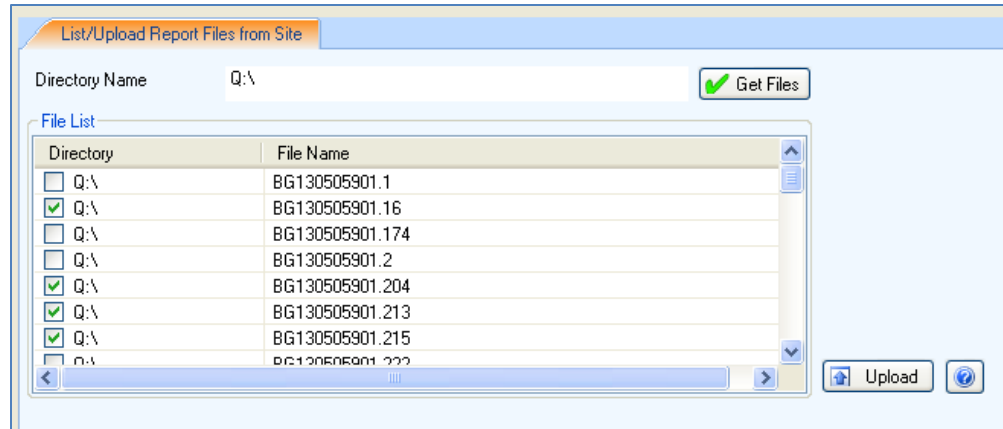 List/Upload Report Files from Site
Directory Name Q:\ Get Files
File List
Directory File Name
Q:\ BG130505901.1
Q:\ BG130505901.16
Q:\ BG130505901.174
Q:\ BG130505901.2
Q:\ BG130505901.204
Q:\ BG130505901.213
Q:\ BG130505901.215
Upload